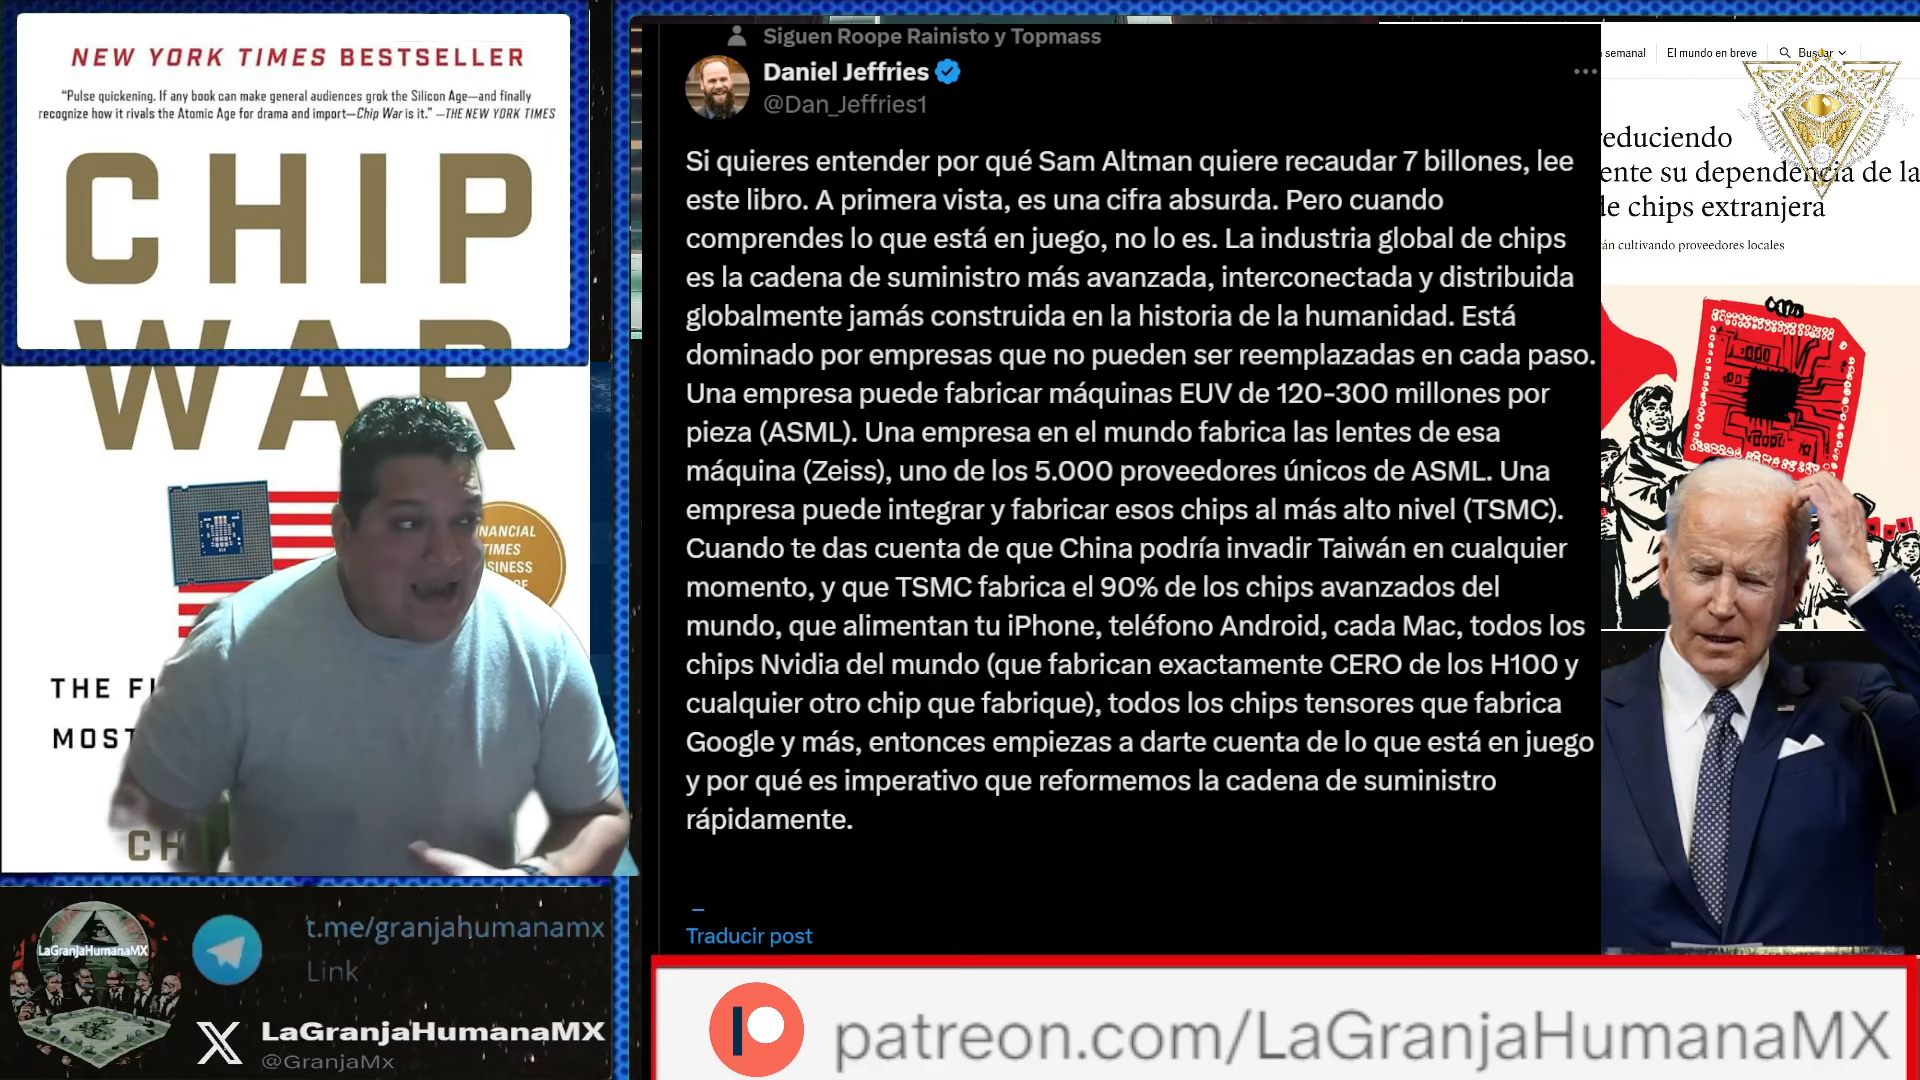 NEW YORK TIMES BESTSELLER
“Pulse quickening. If any book can make general audiences grok the Silicon Age—and finally
recognize how it rivals the Atomic Age for drama and import—Chip War is it.” —THE NEW YORK TIMES
CHIP
WAR
NANCIAL
TIMES
SINESS
THE F
MOST
CH
Siguen Roope Rainisto y Topmass
Daniel Jeffries
@Dan_Jeffries1
Si quieres entender por qué Sam Altman quiere recaudar 7 billones, lee
este libro. A primera vista, es una cifra absurda. Pero cuando
comprendes lo que está en juego, no lo es. La industria global de chips
es la cadena de suministro más avanzada, interconectada y distribuida
globalmente jamás construida en la historia de la humanidad. Está
dominado por empresas que no pueden ser reemplazadas en cada paso.
Una empresa puede fabricar máquinas EUV de 120-300 millones por
pieza (ASML). Una empresa en el mundo fabrica las lentes de esa
máquina (Zeiss), uno de los 5.000 proveedores únicos de ASML. Una
empresa puede integrar y fabricar esos chips al más alto nivel (TSMC).
Cuando te das cuenta de que China podría invadir Taiwán en cualquier
momento, y que TSMC fabrica el 90% de los chips avanzados del
mundo, que alimentan tu iPhone, teléfono Android, cada Mac, todos los
chips Nvidia del mundo (que fabrican exactamente CERO de los H100 y
cualquier otro chip que fabrique), todos los chips tensores que fabrica
Google y más, entonces empiezas a darte cuenta de lo que está en juego
y por qué es imperativo que reformemos la cadena de suministro
rápidamente.
Traducir post
semanal
El mundo en breve
Buscar
reduciendo
ente su dependencia de la
de chips extranjera
án cultivando proveedores locales
LaGranjaHumanaMX
t.me/granjahumanamx
Link
LaGranjaHumanaMX
@GranjaMx
patreon.com/LaGranjaHumanaMX